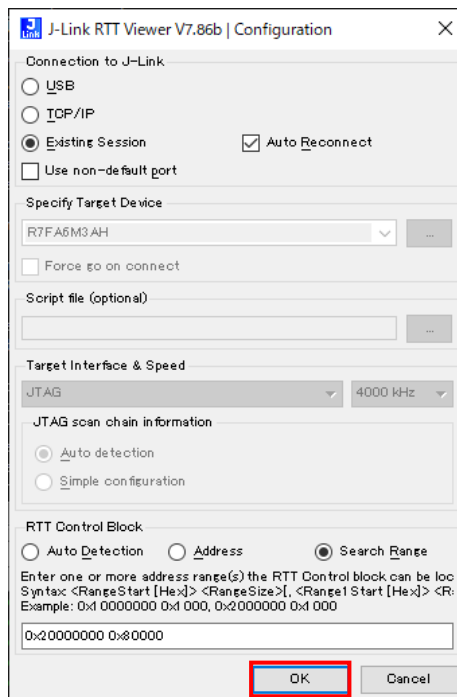 J-Link RTT Viewer V7.86b | Configuration
Connection to J-Link
USB
TCP/IP
Existing Session
Auto Reconnect
Use non-default port
Specify Target Device
R7FA6M3AH
...
Force go on connect
Script file (optional)
...
Target Interface & Speed
JTAG
4000 kHz
JTAG scan chain information
Auto detection
Simple configuration
RTT Control Block
Auto Detection
Address
Search Range
Enter one or more address range(s) the RTT Control block can be loc
Syntax: <RangeStart [Hex]> <RangeSize>[, <Range1 Start [Hex]> <R:
Example: 0x10000000 0x1000, 0x20000000 0x1000
0x20000000 0x80000
OK
Cancel